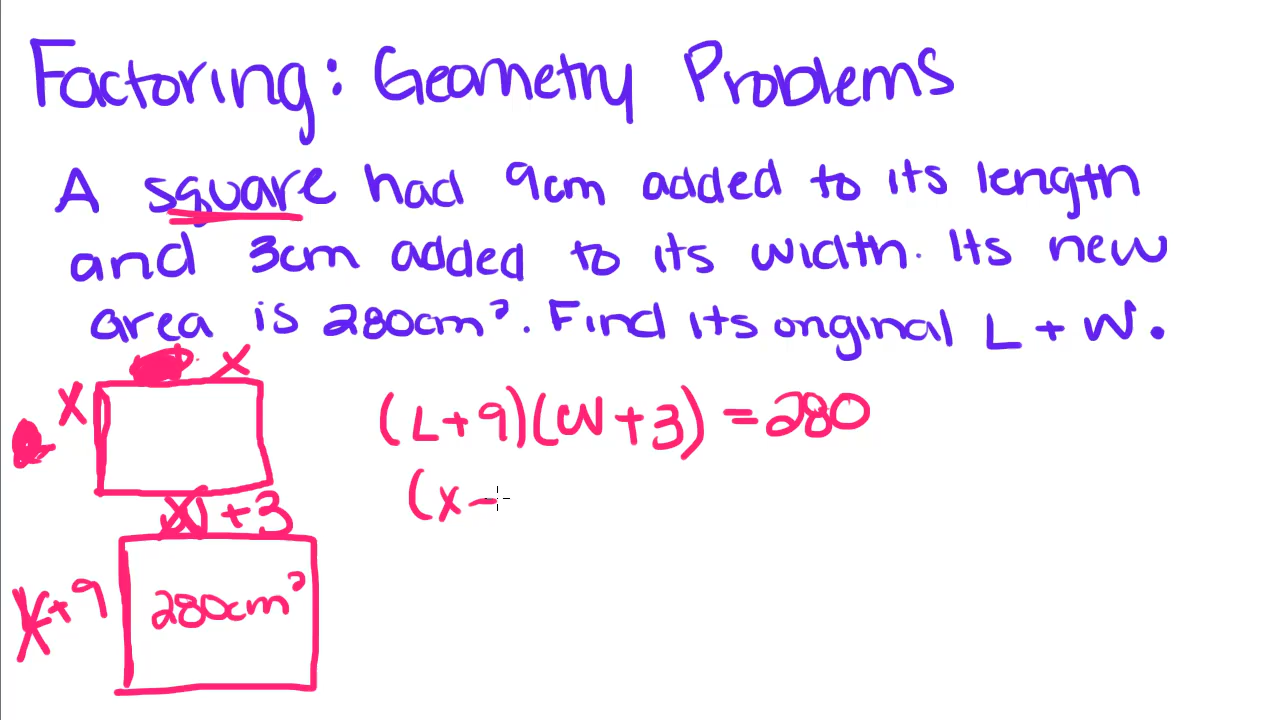 Factoring: Geometry Problems
A square had 9cm added to its length
and 3cm added to its width. Its new
area is 280cm². Find its original L + W.
x
x
(L+9)(W+3) = 280
(x -
x + 3
x + 9
280cm²